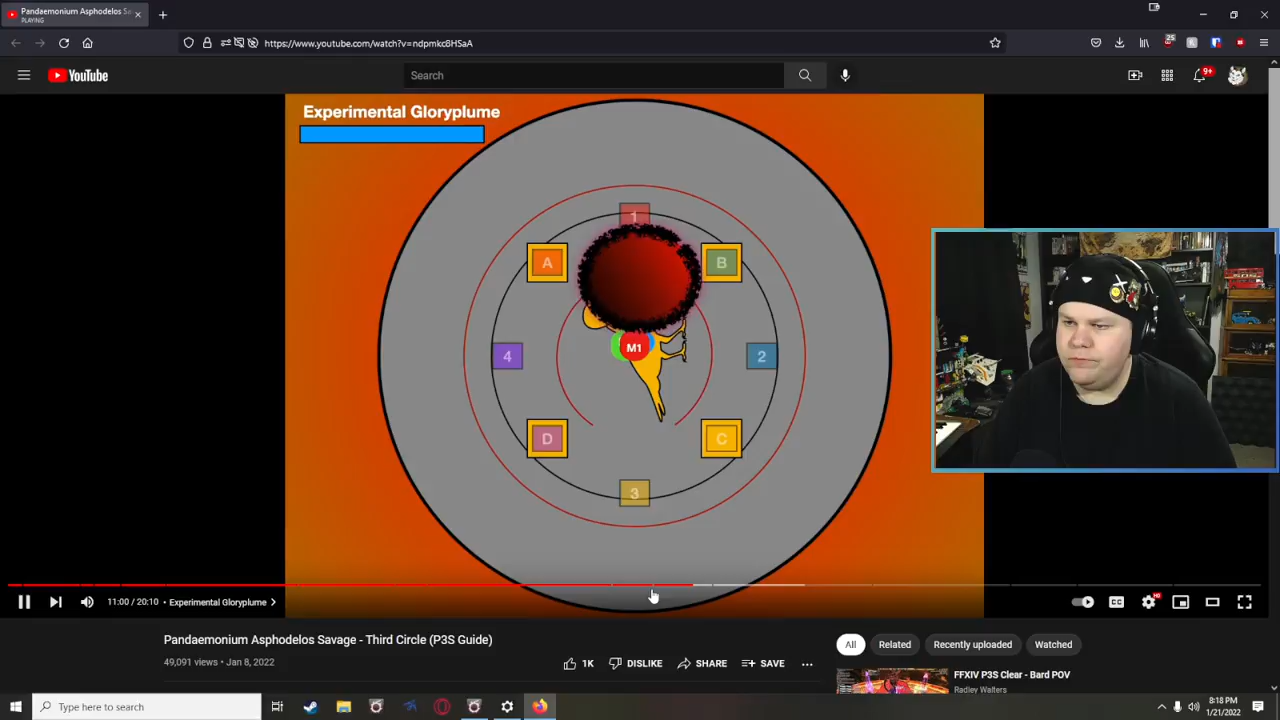 Pandaemonium Asphodelos Sa
PLAYING
https://www.youtube.com/watch?v=ndpmkc8HSaA
YouTube
Search
9+
Experimental Gloryplume
1
A
B
M1
4
2
D
C
3
11:00 / 20:10 • Experimental Gloryplume
CC
HD
Pandaemonium Asphodelos Savage - Third Circle (P3S Guide)
49,091 views • Jan 8, 2022
1K
DISLIKE
SHARE
SAVE
All
Related
Recently uploaded
Watched
FFXIV P3S Clear - Bard POV
Radley Walters
Type here to search
8:18 PM
1/21/2022